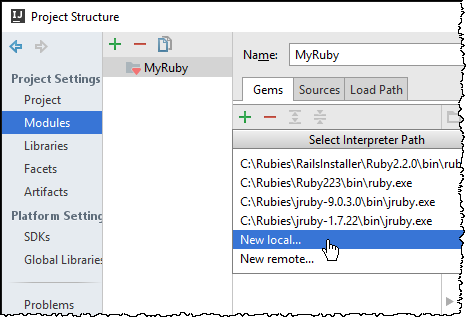 IJ Project Structure
Project Settings
Project
Modules
Libraries
Facets
Artifacts
Platform Setting
SDKs
Global Libraries
Problems
MyRuby
Name: MyRuby
Gems Sources Load Path
Select Interpreter Path
C:\Rubies\RailsInstaller\Ruby2.2.0\bin\rub
C:\Rubies\Ruby223\bin\ruby.exe
C:\Rubies\jruby-9.0.3.0\bin\jruby.exe
C:\Rubies\jruby-1.7.22\bin\jruby.exe
New local...
New remote...